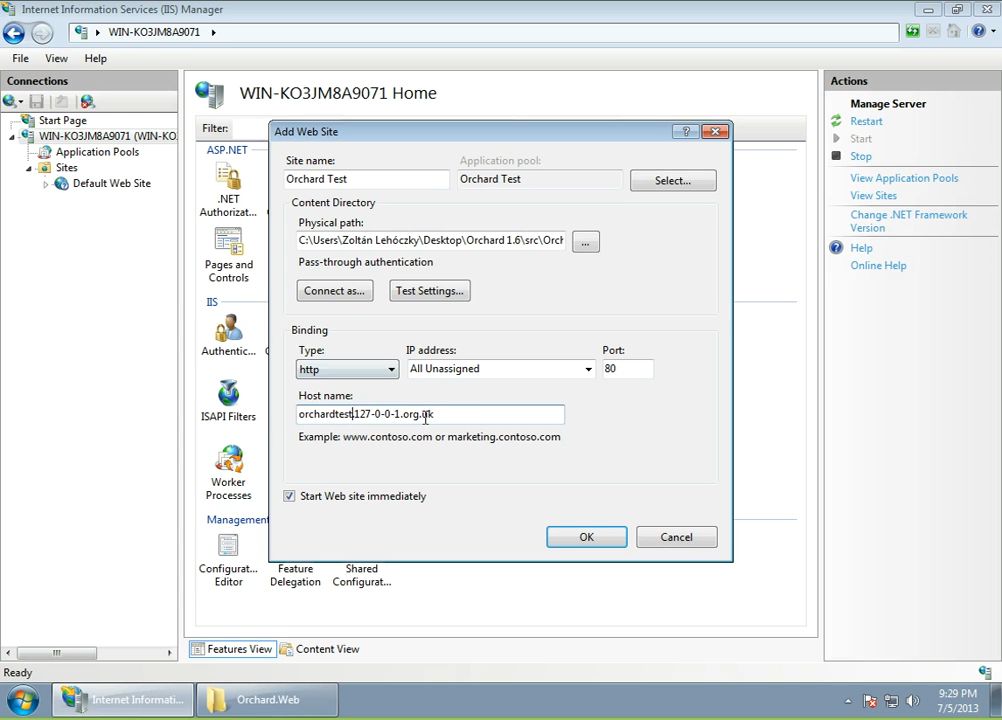 Internet Information Services (IIS) Manager
WIN-KO3JM8A9071
File View Help
Connections
Start Page
WIN-KO3JM8A9071 (WIN-KO
Application Pools
Sites
Default Web Site
WIN-KO3JM8A9071 Home
Filter:
ASP.NET
.NET
Authorizat...
Pages and
Controls
IIS
Authentic...
ISAPI Filters
Worker
Processes
Management
Configurat...
Editor
Feature
Delegation
Shared
Configurat...
Add Web Site
Site name:
Application pool:
Orchard Test
Orchard Test
Select...
Content Directory
Physical path:
C:\Users\Zoltán Lehóczky\Desktop\Orchard 1.6\src\Orch
...
Pass-through authentication
Connect as...
Test Settings...
Binding
Type:
IP address:
Port:
http
All Unassigned
80
Host name:
orchardtest.127-0-0-1.org.uk
Example: www.contoso.com or marketing.contoso.com
Start Web site immediately
OK
Cancel
Features View
Content View
Actions
Manage Server
Restart
Start
Stop
View Application Pools
View Sites
Change .NET Framework
Version
Help
Online Help
Ready
Internet Informati...
Orchard.Web
9:29 PM
7/5/2013